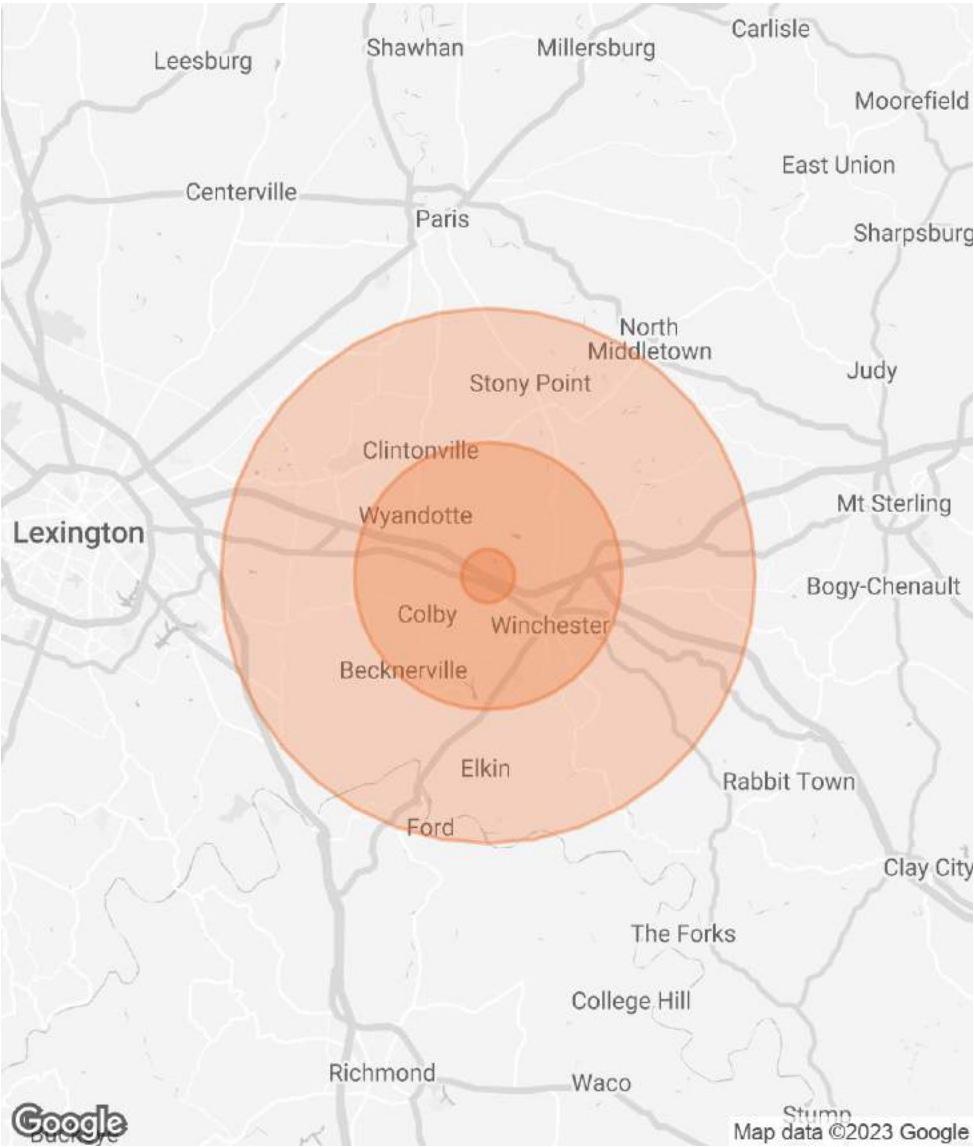 Carlisle
Shawhan
Millersburg
Leesburg
Moorefield
East Union
Centerville
Paris
Sharpsburg
North
Middletown
Judy
Stony Point
Clintonville
Mt Sterling
Wyandotte
Lexington
Bogy-Chenault
Colby
Winchester
Becknerville
Elkin
Rabbit Town
Ford
Clay City
The Forks
College Hill
Richmond
Waco
Stump
Google
Map data ©2023 Google